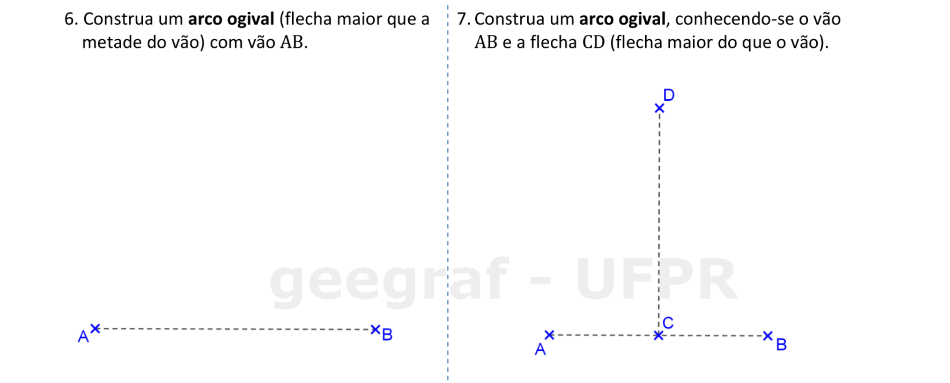 6. Construa um arco ogival (flecha maior que a
metade do vão) com vão AB.
A
B
7. Construa um arco ogival, conhecendo-se o vão
AB e a flecha CD (flecha maior do que o vão).
D
C
A
B
geegraf - UFPR